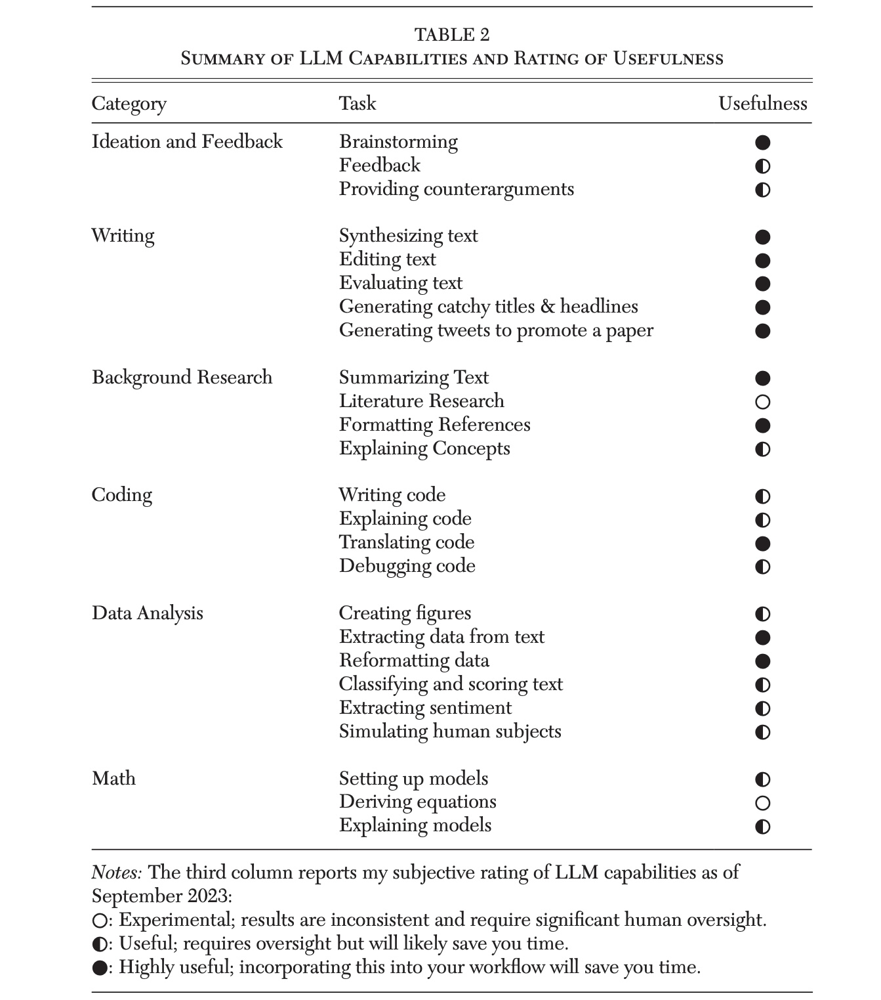 TABLE 2
Summary of LLM Capabilities and Rating of Usefulness
Category Task Usefulness
Ideation and Feedback Brainstorming ●
Feedback ◐
Providing counterarguments ◐
Writing Synthesizing text ●
Editing text ●
Evaluating text ●
Generating catchy titles & headlines ●
Generating tweets to promote a paper ●
Background Research Summarizing Text ●
Literature Research ○
Formatting References ●
Explaining Concepts ◐
Coding Writing code ◐
Explaining code ◐
Translating code ●
Debugging code ◐
Data Analysis Creating figures ◐
Extracting data from text ●
Reformatting data ●
Classifying and scoring text ◐
Extracting sentiment ◐
Simulating human subjects ◐
Math Setting up models ◐
Deriving equations ○
Explaining models ◐
Notes: The third column reports my subjective rating of LLM capabilities as of
September 2023:
○: Experimental; results are inconsistent and require significant human oversight.
◐: Useful; requires oversight but will likely save you time.
●: Highly useful; incorporating this into your workflow will save you time.